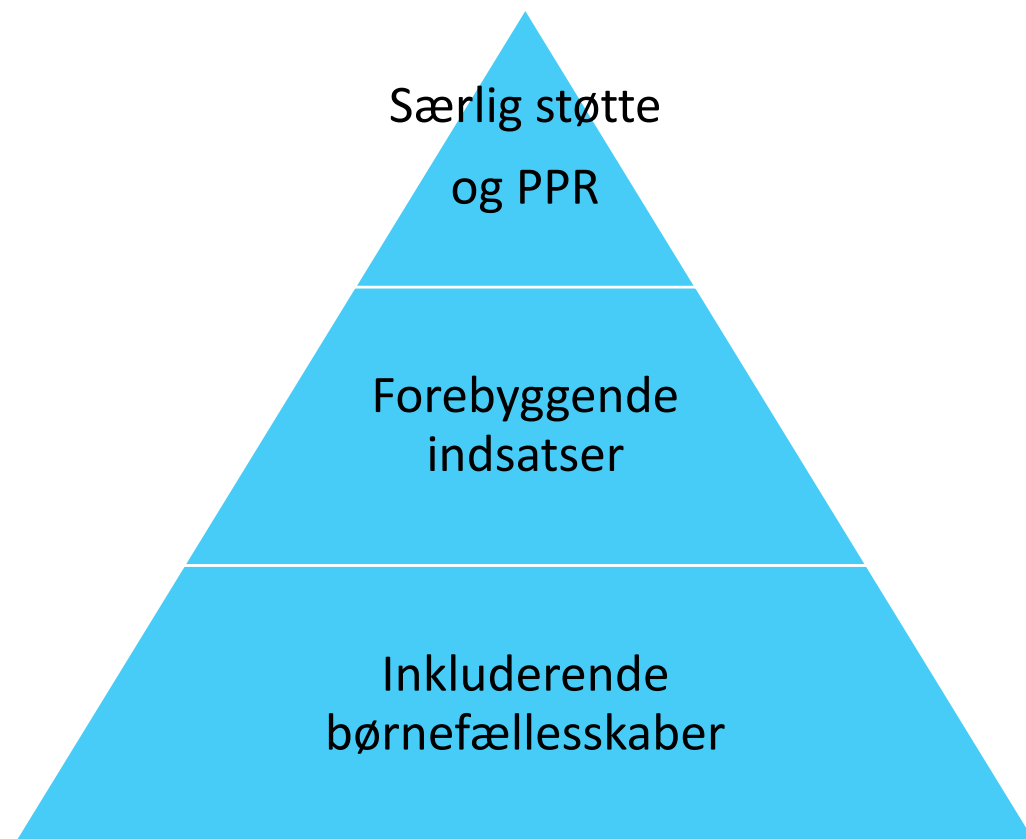 Særlig støtte
og PPR
Forebyggende
indsatser
Inkluderende
børnefællesskaber